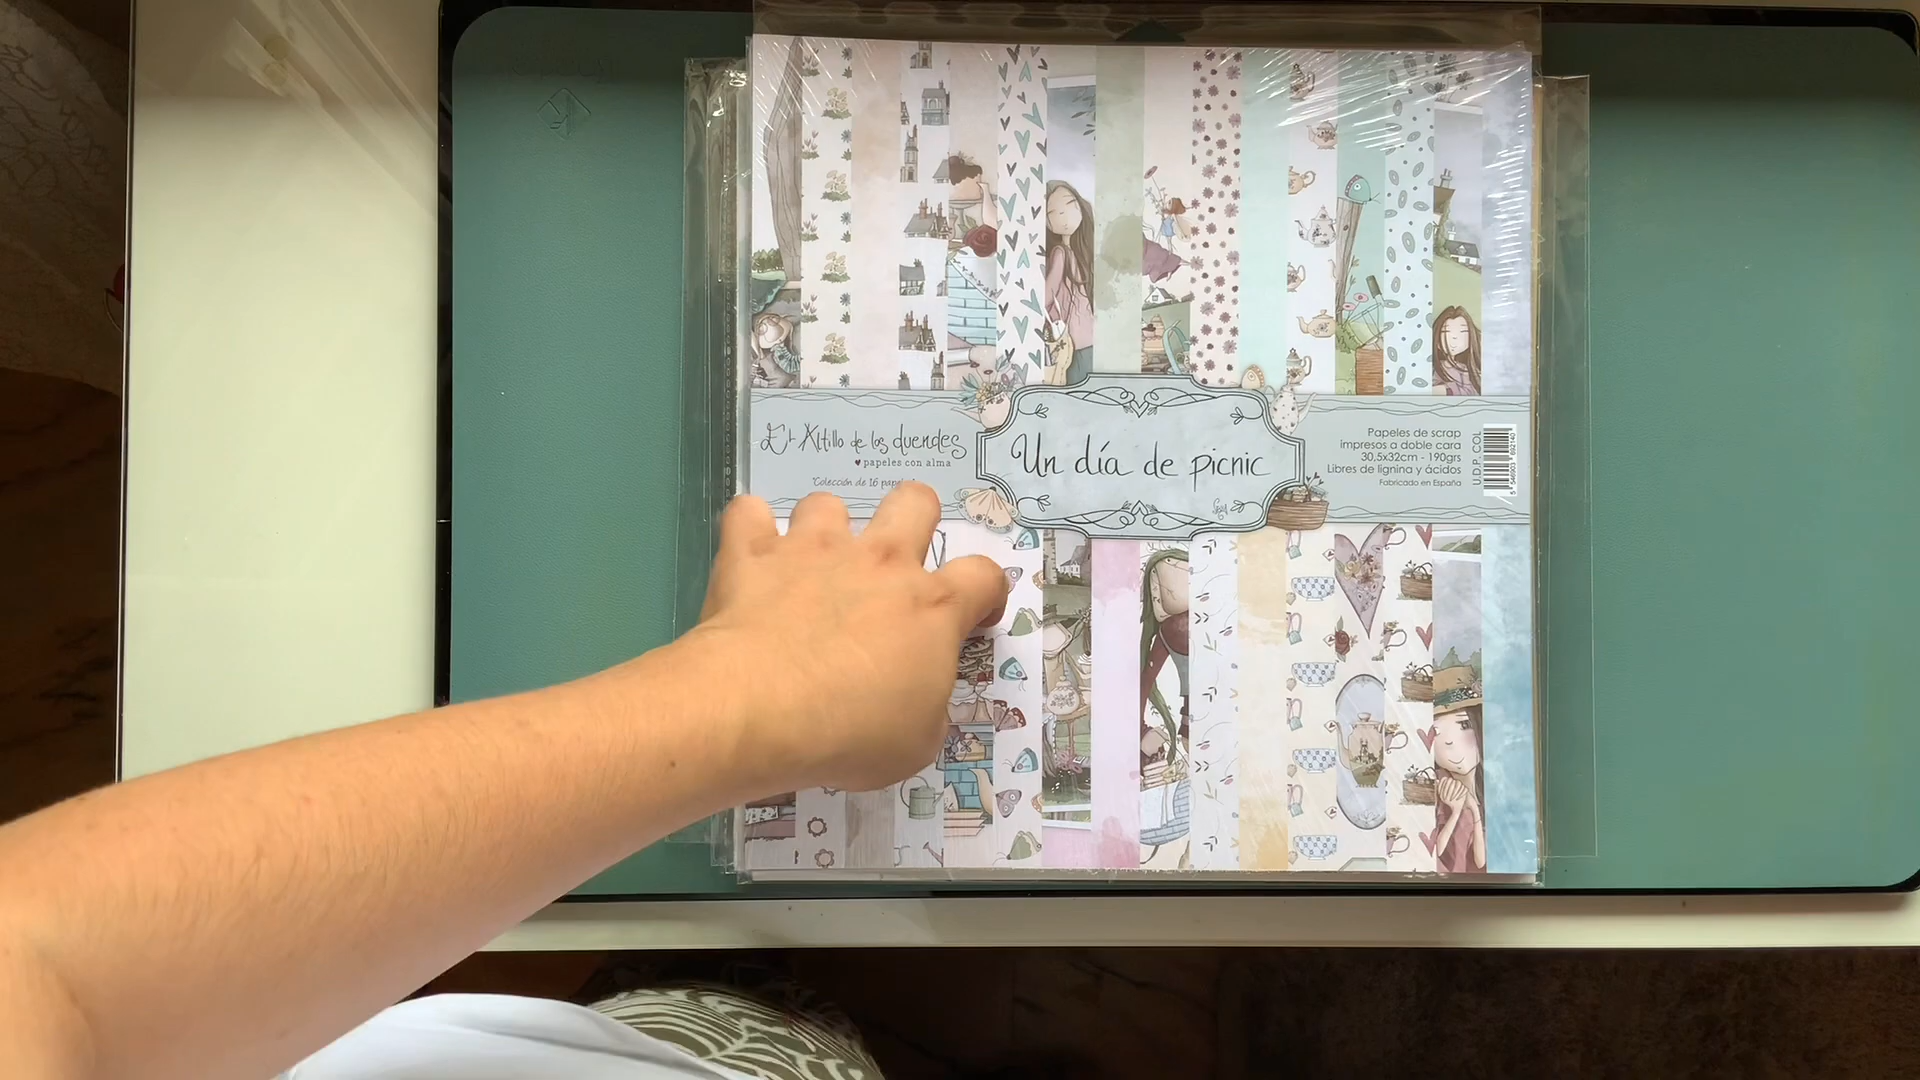 El Altillo de los duendes
♥ papeles con alma
"Colección de 16
Un día de picnic
Papeles de scrap
impresos a doble cara
30,5x32cm - 190grs
Libres de lignina y ácidos
Fabricado en España
U.D.P. COL